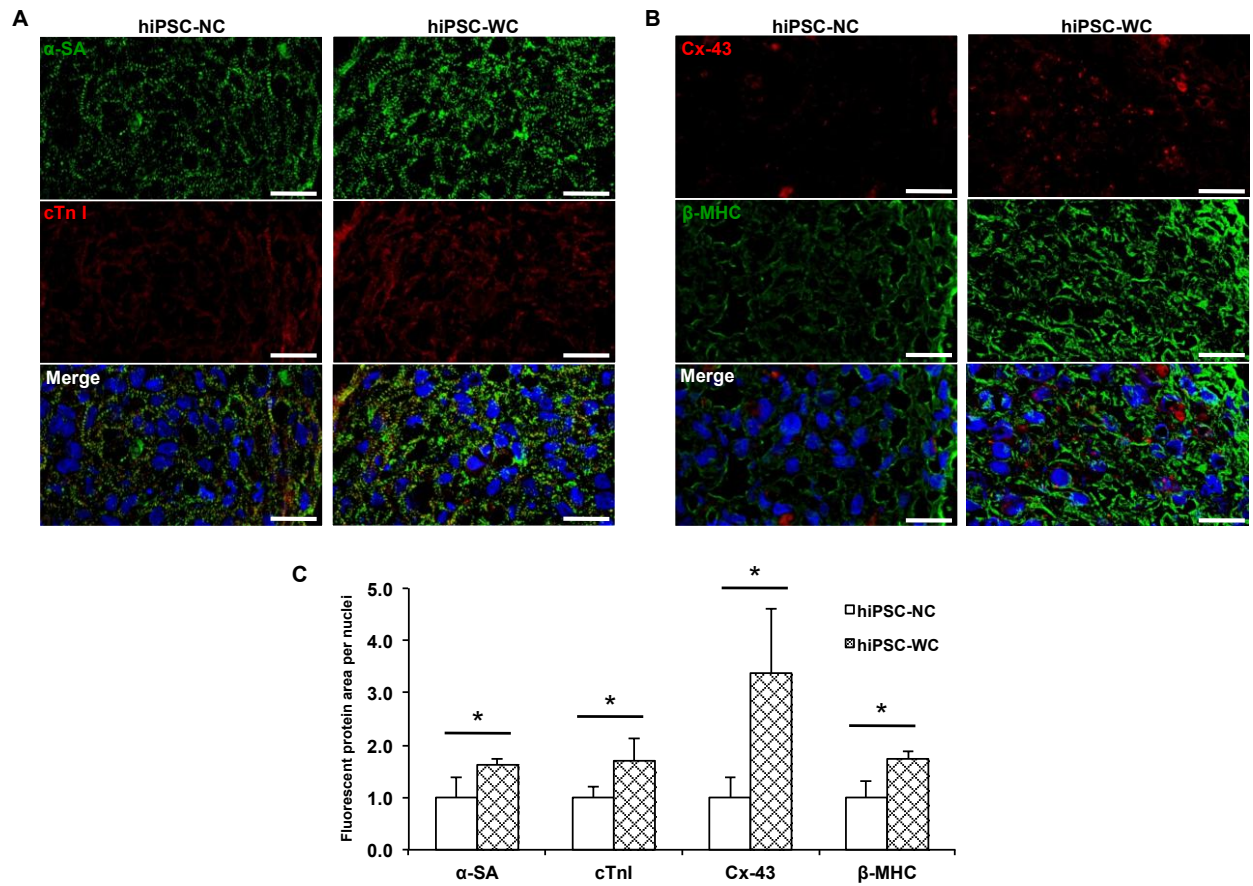 A
hiPSC-NC
hiPSC-WC
α-SA
cTn I
Merge
B
hiPSC-NC
hiPSC-WC
Cx-43
β-MHC
Merge
C
Fluorescent protein area per nuclei
5.0
4.0
3.0
2.0
1.0
0.0
*
*
*
*
hiPSC-NC
hiPSC-WC
α-SA
cTnI
Cx-43
β-MHC